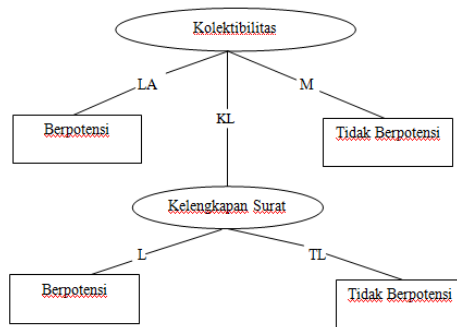 Kolektibilitas
LA
M
KL
Berpotensi
Tidak Berpotensi
Kelengkapan Surat
L
TL
Berpotensi
Tidak Berpotensi